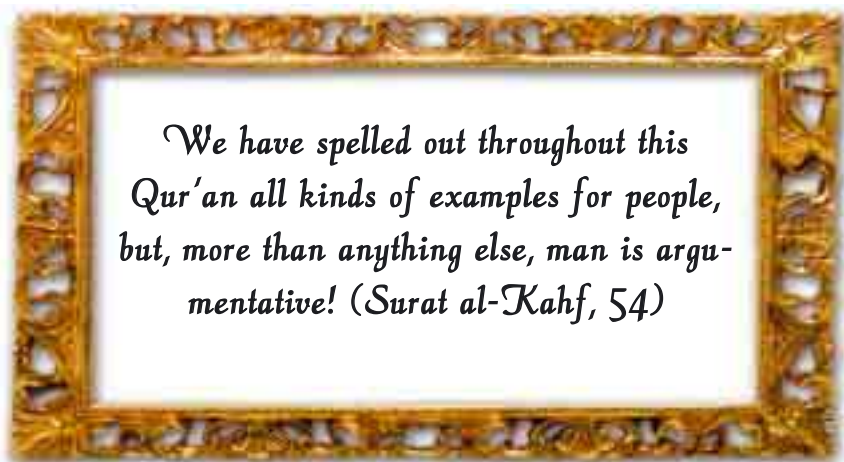 We have spelled out throughout this
Qur'an all kinds of examples for people,
but, more than anything else, man is argu-
mentative! (Surat al-Kahf, 54)